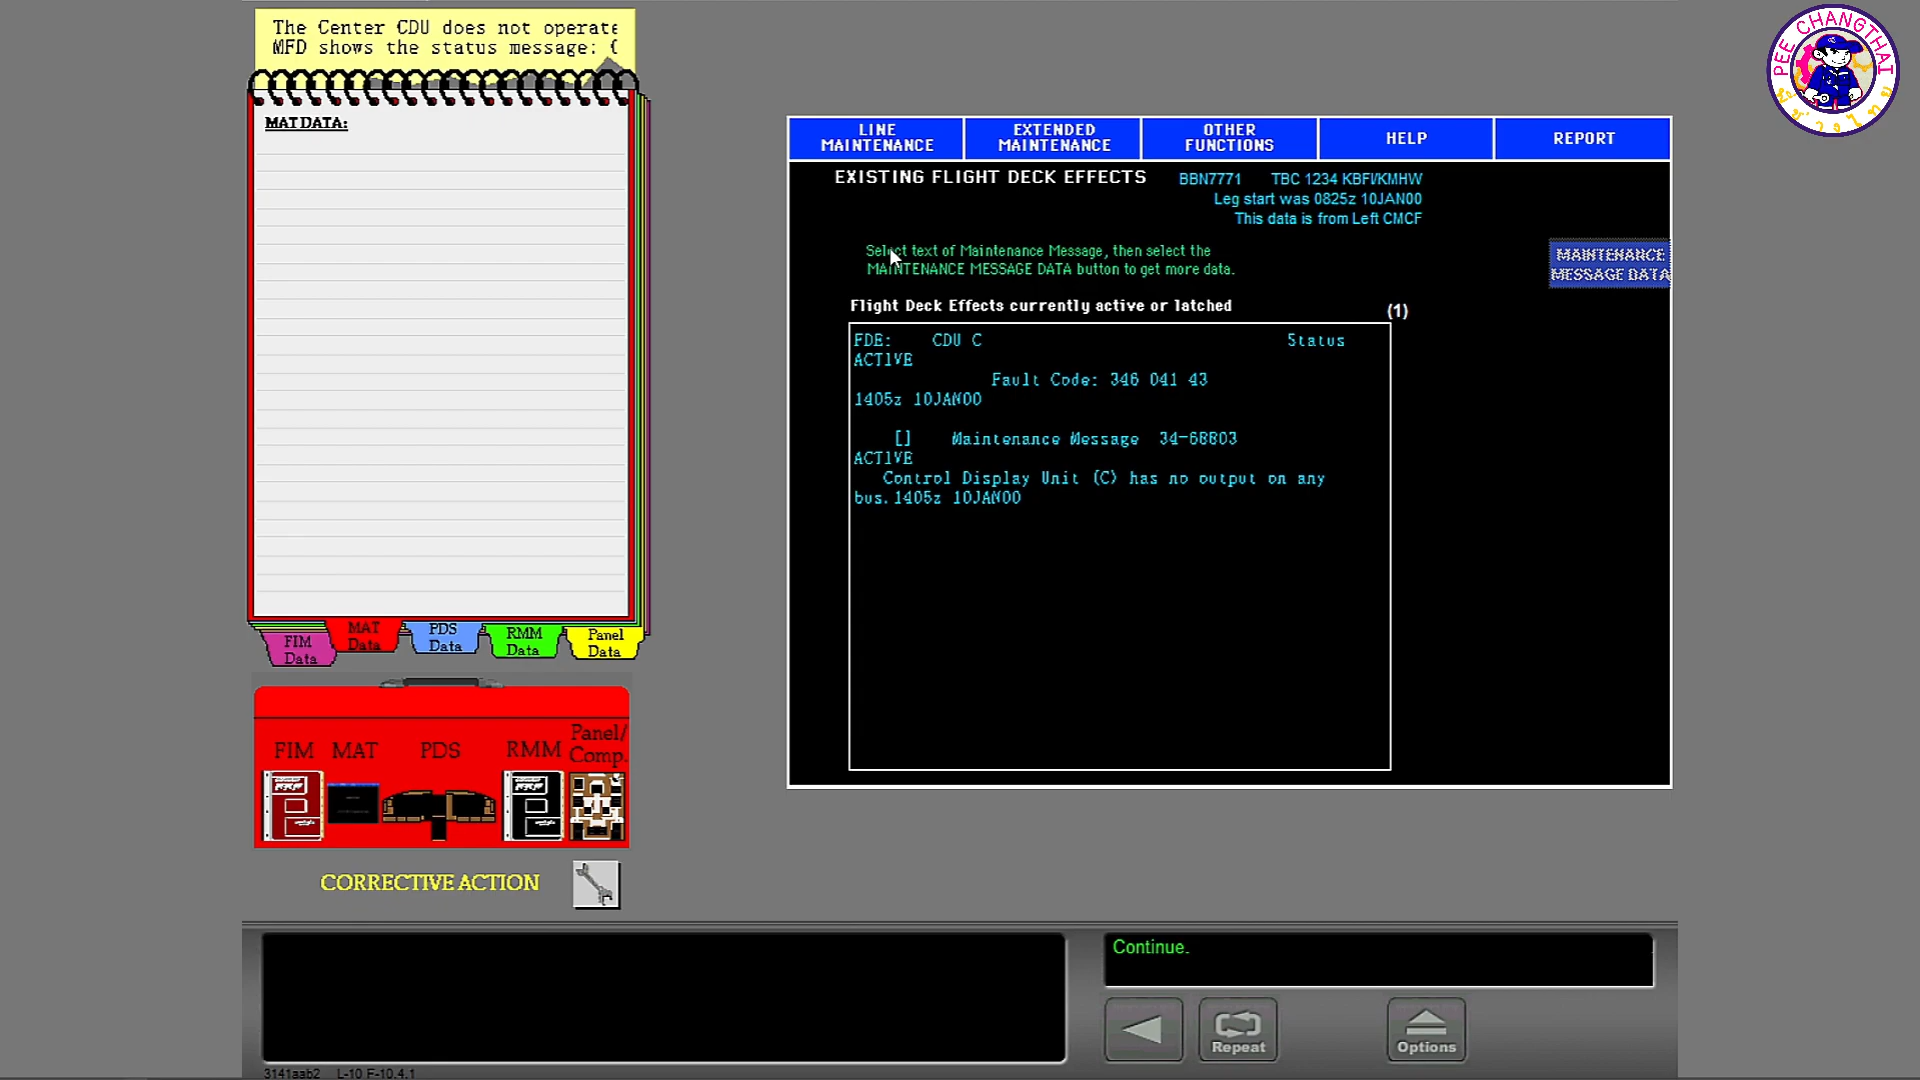 The Center CDU does not operate
MFD shows the status message: (
MAT DATA:
FIM Data
MAT Data
PDS Data
RMM Data
Panel Data
FIM
MAT
PDS
RMM
Panel/
Comp.
CORRECTIVE ACTION
LINE
MAINTENANCE
EXTENDED
MAINTENANCE
OTHER
FUNCTIONS
HELP
REPORT
EXISTING FLIGHT DECK EFFECTS
BBN7771 TBC 1234 KBFI/KMHW
Leg start was 0825z 10JAN00
This data is from Left CMCF
Select text of Maintenance Message, then select the
MAINTENANCE MESSAGE DATA button to get more data.
MAINTENANCE
MESSAGE DATA
Flight Deck Effects currently active or latched
(1)
FDE: CDU C Status
ACTIVE
Fault Code: 346 041 43
1405z 10JAN00
[] Maintenance Message 34-68803
ACTIVE
Control Display Unit (C) has no output on any
bus.1405z 10JAN00
Continue.
Repeat
Options
3141aab2 L-10 F-10.4.1
PEE CHANGTHAI